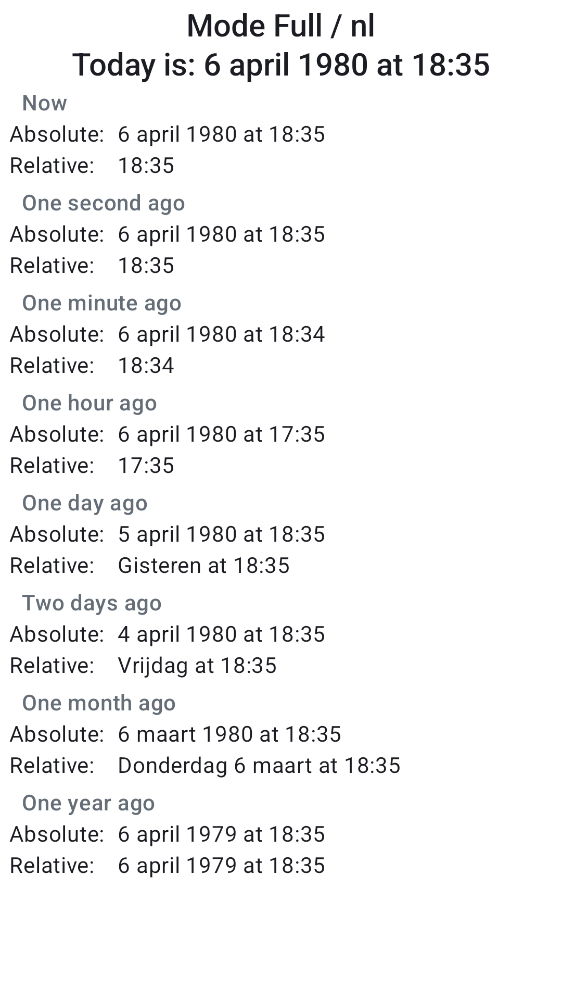 Mode Full / nl
Today is: 6 april 1980 at 18:35
Now
Absolute: 6 april 1980 at 18:35
Relative: 18:35
One second ago
Absolute: 6 april 1980 at 18:35
Relative: 18:35
One minute ago
Absolute: 6 april 1980 at 18:34
Relative: 18:34
One hour ago
Absolute: 6 april 1980 at 17:35
Relative: 17:35
One day ago
Absolute: 5 april 1980 at 18:35
Relative: Gisteren at 18:35
Two days ago
Absolute: 4 april 1980 at 18:35
Relative: Vrijdag at 18:35
One month ago
Absolute: 6 maart 1980 at 18:35
Relative: Donderdag 6 maart at 18:35
One year ago
Absolute: 6 april 1979 at 18:35
Relative: 6 april 1979 at 18:35